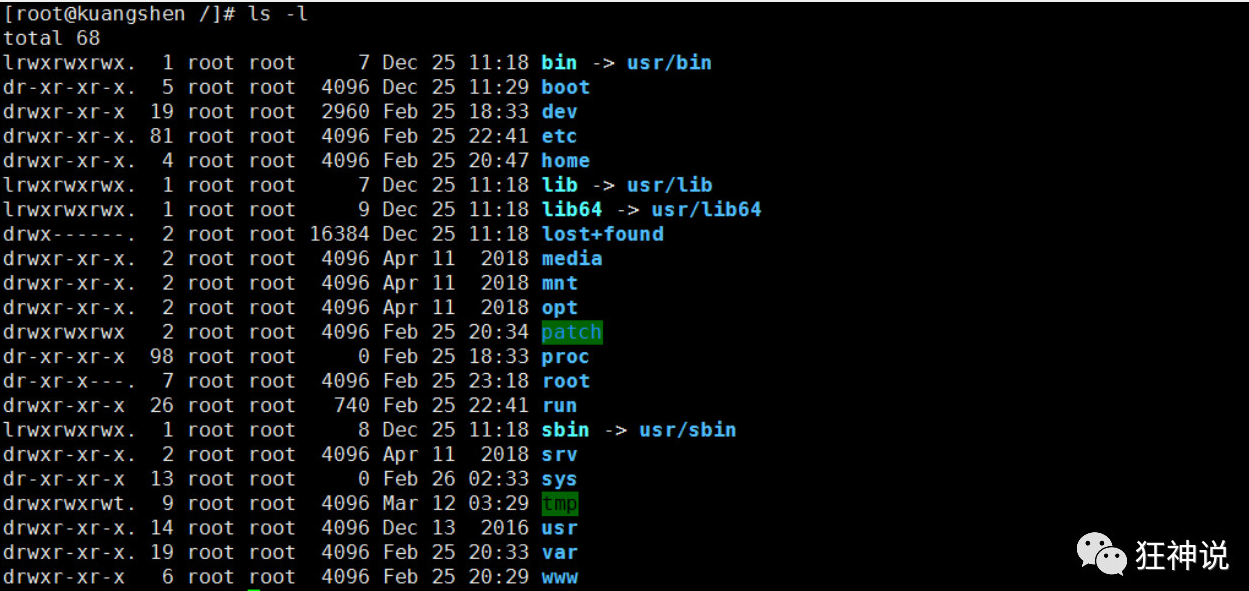 [root@kuangshen /]# ls -l
total 68
lrwxrwxrwx.  1 root root     7 Dec 25 11:18 bin -> usr/bin
dr-xr-xr-x.  5 root root  4096 Dec 25 11:29 boot
drwxr-xr-x  19 root root  2960 Feb 25 18:33 dev
drwxr-xr-x. 81 root root  4096 Feb 25 22:41 etc
drwxr-xr-x.  4 root root  4096 Feb 25 20:47 home
lrwxrwxrwx.  1 root root     7 Dec 25 11:18 lib -> usr/lib
lrwxrwxrwx.  1 root root     9 Dec 25 11:18 lib64 -> usr/lib64
drwx------.  2 root root 16384 Dec 25 11:18 lost+found
drwxr-xr-x.  2 root root  4096 Apr 11  2018 media
drwxr-xr-x.  2 root root  4096 Apr 11  2018 mnt
drwxr-xr-x.  2 root root  4096 Apr 11  2018 opt
drwxrwxrwx   2 root root  4096 Feb 25 20:34 patch
dr-xr-xr-x  98 root root     0 Feb 25 18:33 proc
dr-xr-x---.  7 root root  4096 Feb 25 23:18 root
drwxr-xr-x  26 root root   740 Feb 25 22:41 run
lrwxrwxrwx.  1 root root     8 Dec 25 11:18 sbin -> usr/sbin
drwxr-xr-x.  2 root root  4096 Apr 11  2018 srv
dr-xr-xr-x  13 root root     0 Feb 26 02:33 sys
drwxrwxrwt.  9 root root  4096 Mar 12 03:29 tmp
drwxr-xr-x. 14 root root  4096 Dec 13  2016 usr
drwxr-xr-x. 19 root root  4096 Feb 25 20:33 var
drwxr-xr-x   6 root root  4096 Feb 25 20:29 www
狂神说